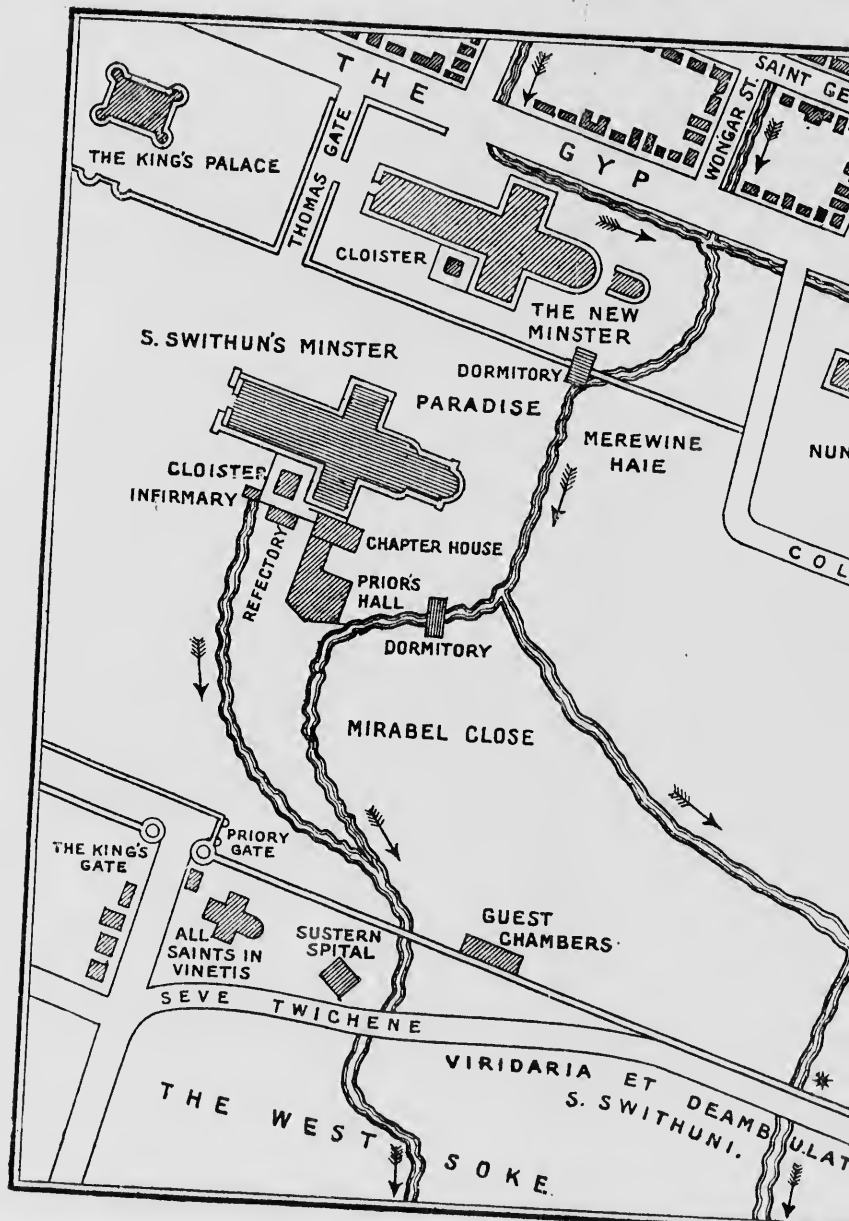 THE
GYP
SAINT GE
WONGAR ST.
THE KING'S PALACE
THOMAS GATE
CLOISTER
THE NEW
MINSTER
S. SWITHUN'S MINSTER
DORMITORY
PARADISE
MEREWINE
HAIE
NUN
COL
CLOISTER
INFIRMARY
REFECTORY
CHAPTER HOUSE
PRIOR'S
HALL
DORMITORY
MIRABEL CLOSE
THE KING'S
GATE
PRIORY
GATE
ALL
SAINTS IN
VINETIS
SUSTERN
SPITAL
GUEST
CHAMBERS.
SEVE TWICHENE
VIRIDARIA ET DEAMBULAT
S. SWITHUNI.
THE WEST SOKE